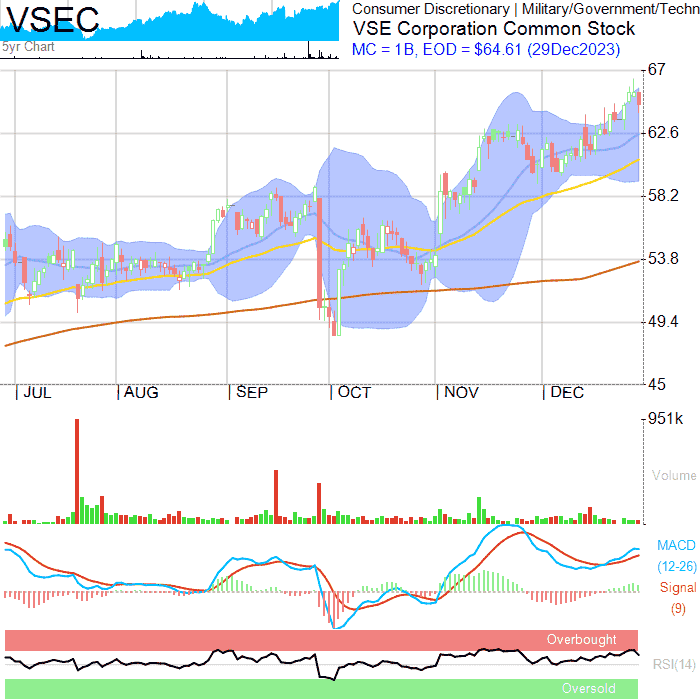 VSEC
5yr Chart
Consumer Discretionary | Military/Government/Techn
VSE Corporation Common Stock
MC = 1B, EOD = $64.61 (29Dec2023)
67
62.6
58.2
53.8
49.4
45
JUL
AUG
SEP
OCT
NOV
DEC
951k
Volume
MACD
(12-26)
Signal
(9)
Overbought
RSI(14)
Oversold